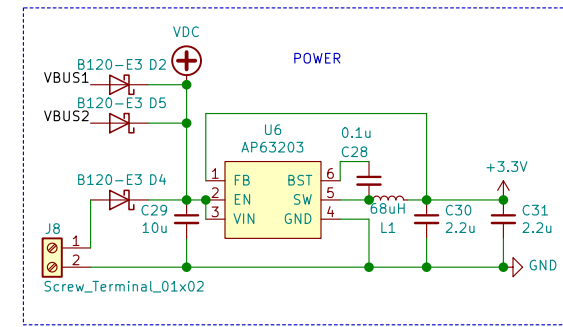 VDC
POWER
B120-E3 D2
VBUS1
B120-E3 D5
VBUS2
U6
AP63203
0.1u
C28
+3.3V
B120-E3 D4
1 FB
2 EN
3 VIN
BST 6
SW 5
GND 4
C29
10u
68uH
L1
C30
2.2u
C31
2.2u
J8
1
2
GND
Screw_Terminal_01x02